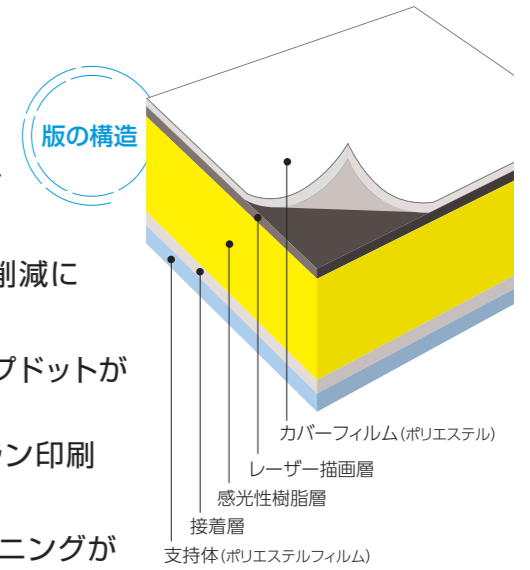 版の構造
削減に
プドットが
ン印刷
ニングが
カバーフィルム(ポリエステル)
レーザー描画層
感光性樹脂層
接着層
支持体(ポリエステルフィルム)